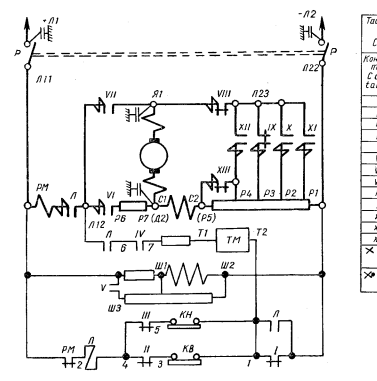 +Л1
-Л2
Р
Р
Л11
Л22
VII
Я1
VIII
Л23
XII
IX
X
XI
XIII
РМ
Л
VI
С1
С2
Р4
Р3
Р2
Р1
Л12
Р6
Р7
(Д2)
(Р5)
Л
IV
Т1
ТМ
Т2
6
7
V
Ш1
Ш2
Ш3
III
КН
Л
5
РМ
Л
II
КВ
I
2
4
3
1